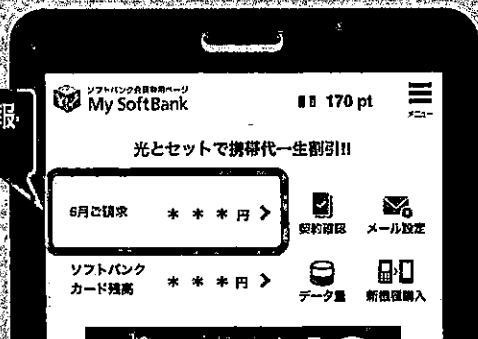 報
ソフトバンク会員専用ページ
My SoftBank
170 pt
メニュー
光とセットで携帯代一生割引!!
6月ご請求 * * * 円 >
契約確認 メール設定
ソフトバンク
カード残高 * * * 円 >
データ量 新機種購入